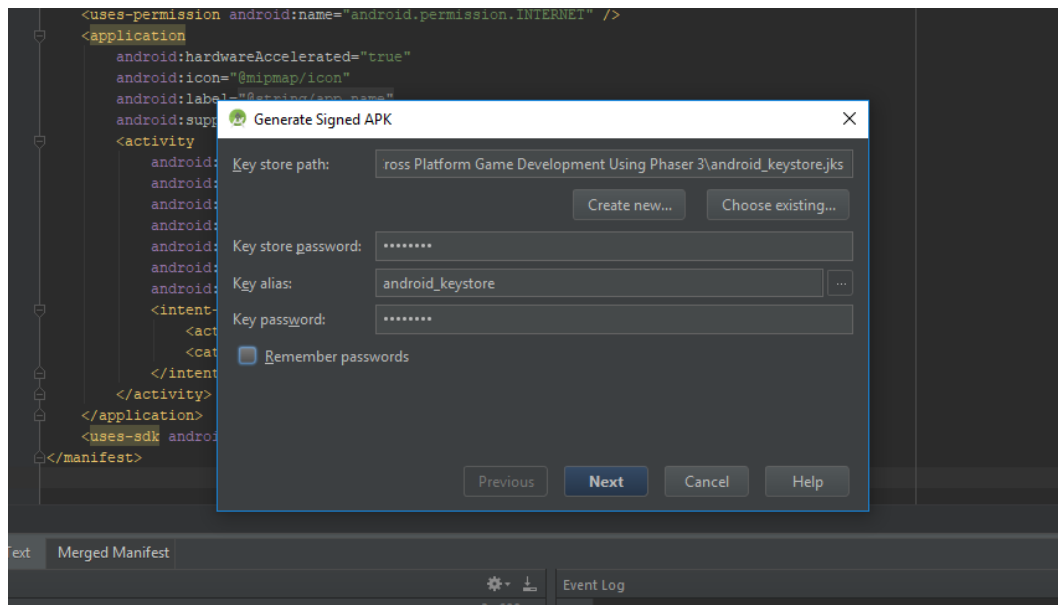 <uses-permission android:name="android.permission.INTERNET" />
<application
android:hardwareAccelerated="true"
android:icon="@mipmap/icon"
android:label="@string/app_name"
android:supp
<activity
android:
android:
android:
android:
android:
android:
android:
<intent-
<act
<cat
</intent
</activity>
</application>
<uses-sdk androi
</manifest>
Generate Signed APK
Key store path:
ross Platform Game Development Using Phaser 3\android_keystore.jks
Create new...
Choose existing...
Key store password:
••••••••
Key alias:
android_keystore
...
Key password:
••••••••
Remember passwords
Previous
Next
Cancel
Help
Text
Merged Manifest
Event Log